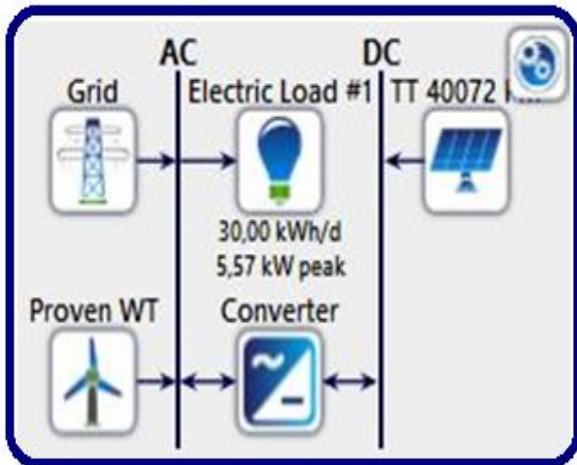 AC DC
Grid Electric Load #1 TT 40072
30,00 kWh/d
5,57 kW peak
Proven WT Converter